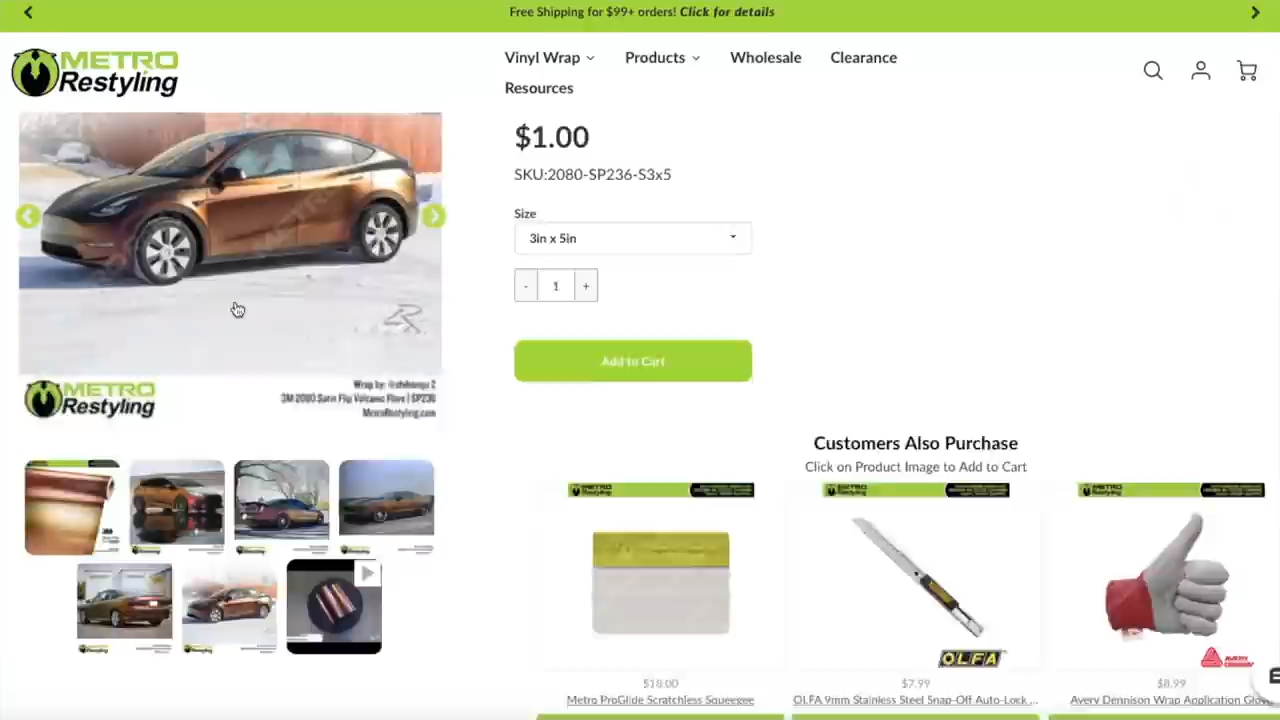 Free Shipping for $99+ orders! Click for details
METRO
Restyling
Vinyl Wrap
Products
Wholesale
Clearance
Resources
$1.00
SKU:2080-SP236-S3x5
Size
3in x 5in
- 1 +
Add to Cart
METRO
Restyling
Wrap by:
3M 2080 Satin Flip Volcanic Flare | SP236
MetroRestyling.com
Customers Also Purchase
Click on Product Image to Add to Cart
OLFA
$18.00
$7.99
$8.99
Metro ProGlide Scratchless Squeegee
OLFA 9mm Stainless Steel Snap-Off Auto-Lock ...
Avery Dennison Wrap Application Glove